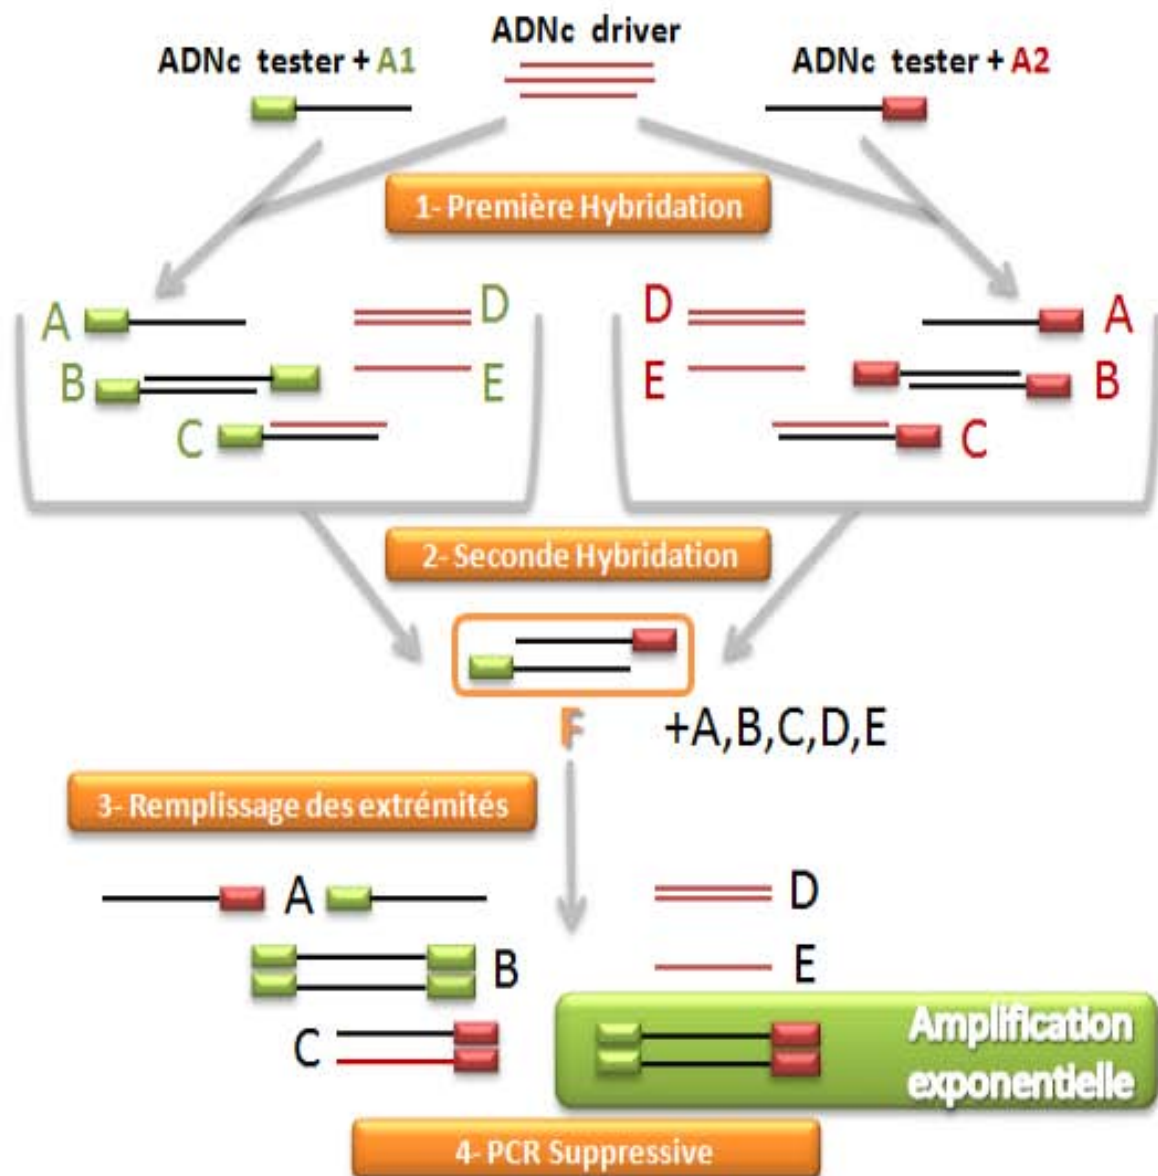 ADNc tester + A1
ADNc driver
ADNc tester + A2
1- Première Hybridation
A
B
C
D
E
D
E
A
B
C
2- Seconde Hybridation
F
+A,B,C,D,E
3- Remplissage des extrémités
A
B
C
D
E
Amplification
exponentielle
4- PCR Suppressive